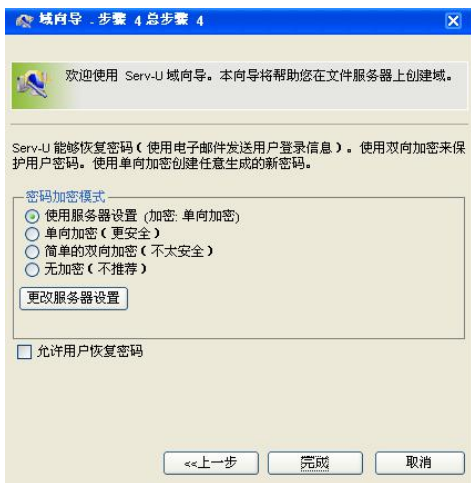 域向导 - 步骤 4 总步骤 4
欢迎使用 Serv-U 域向导。本向导将帮助您在文件服务器上创建域。
Serv-U 能够恢复密码(使用电子邮件发送用户登录信息)。使用双向加密来保
护用户密码。使用单向加密创建任意生成的新密码。
密码加密模式
使用服务器设置 (加密: 单向加密)
单向加密(更安全)
简单的双向加密(不太安全)
无加密(不推荐)
更改服务器设置
允许用户恢复密码
<<上一步 完成 取消